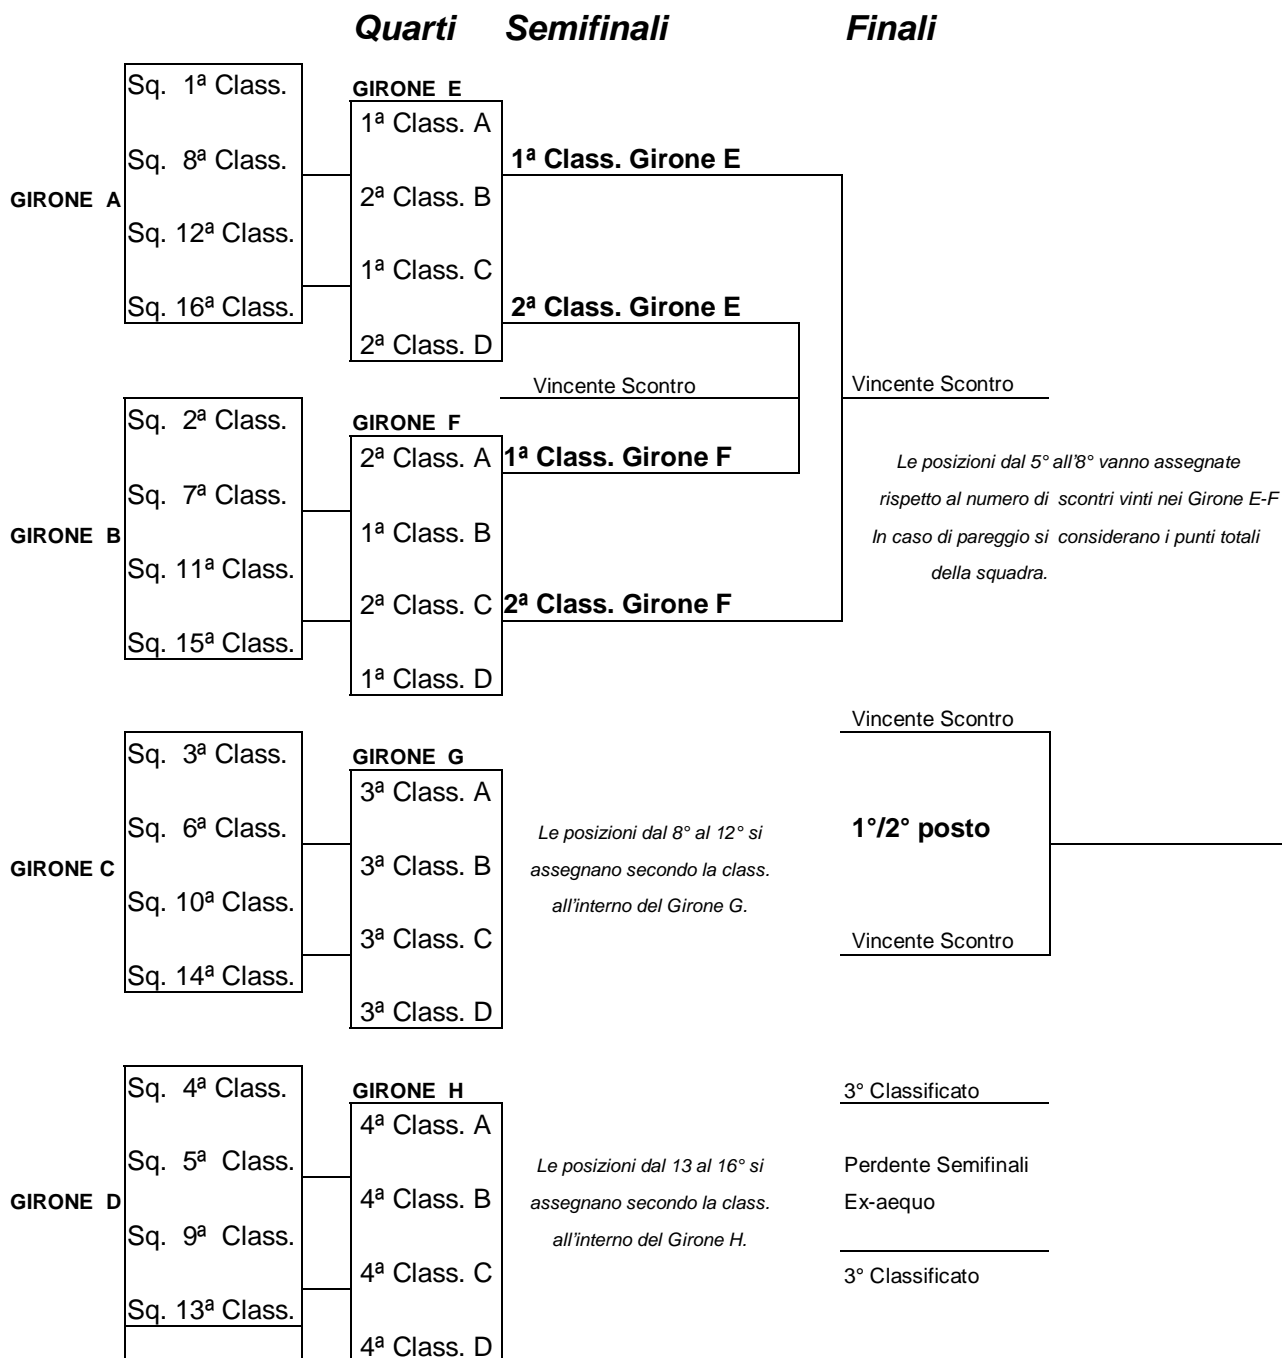 Quarti Semifinali Finali
GIRONE A
Sq. 1ª Class.
Sq. 8ª Class.
Sq. 12ª Class.
Sq. 16ª Class.
GIRONE E
1ª Class. A
2ª Class. B
1ª Class. C
2ª Class. D
1ª Class. Girone E
2ª Class. Girone E
Vincente Scontro
Vincente Scontro
GIRONE B
Sq. 2ª Class.
Sq. 7ª Class.
Sq. 11ª Class.
Sq. 15ª Class.
GIRONE F
2ª Class. A
1ª Class. B
2ª Class. C
1ª Class. D
1ª Class. Girone F
2ª Class. Girone F
Le posizioni dal 5° all'8° vanno assegnate
rispetto al numero di scontri vinti nei Girone E-F
In caso di pareggio si considerano i punti totali
della squadra.
GIRONE C
Sq. 3ª Class.
Sq. 6ª Class.
Sq. 10ª Class.
Sq. 14ª Class.
GIRONE G
3ª Class. A
3ª Class. B
3ª Class. C
3ª Class. D
Le posizioni dal 8° al 12° si
assegnano secondo la class.
all'interno del Girone G.
Vincente Scontro
1°/2° posto
Vincente Scontro
GIRONE D
Sq. 4ª Class.
Sq. 5ª Class.
Sq. 9ª Class.
Sq. 13ª Class.
GIRONE H
4ª Class. A
4ª Class. B
4ª Class. C
4ª Class. D
Le posizioni dal 13 al 16° si
assegnano secondo la class.
all'interno del Girone H.
3° Classificato
Perdente Semifinali
Ex-aequo
3° Classificato